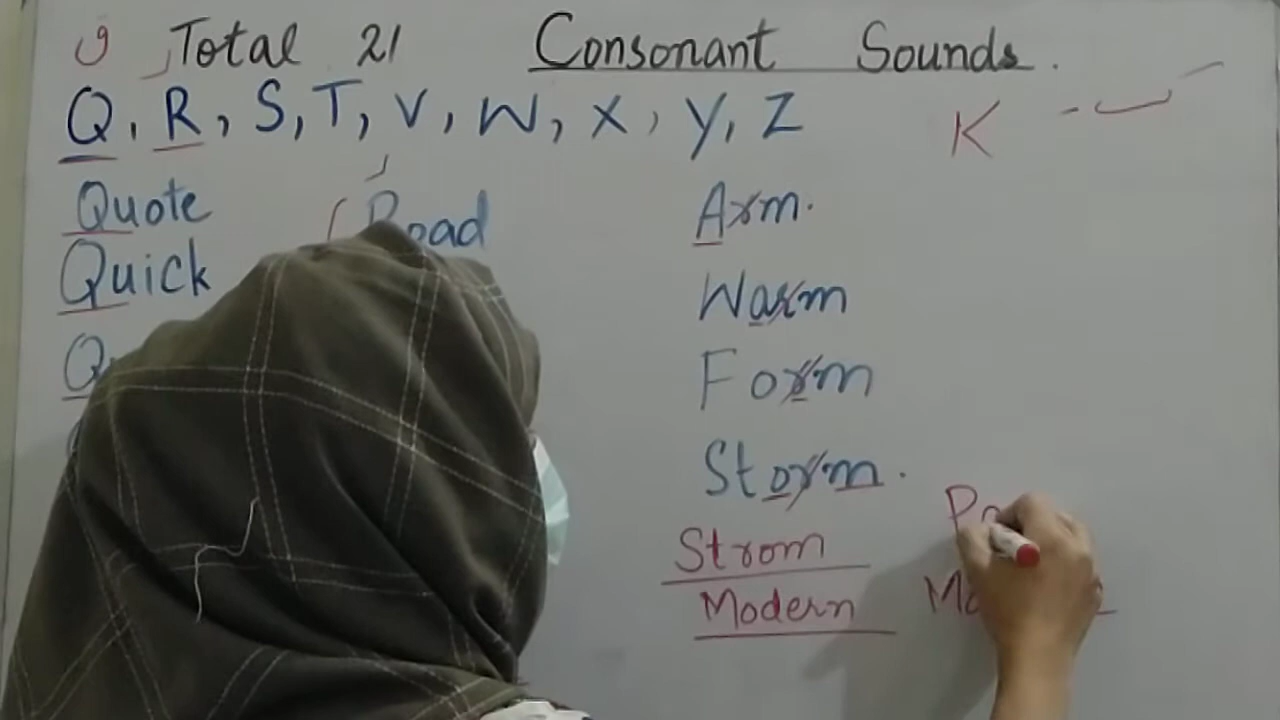 و Total 21 Consonant Sounds.
Q, R, S, T, V, W, X, Y, Z K
Quote Road Arm.
Quick Warm
Form
Storm.
Strom
Modern